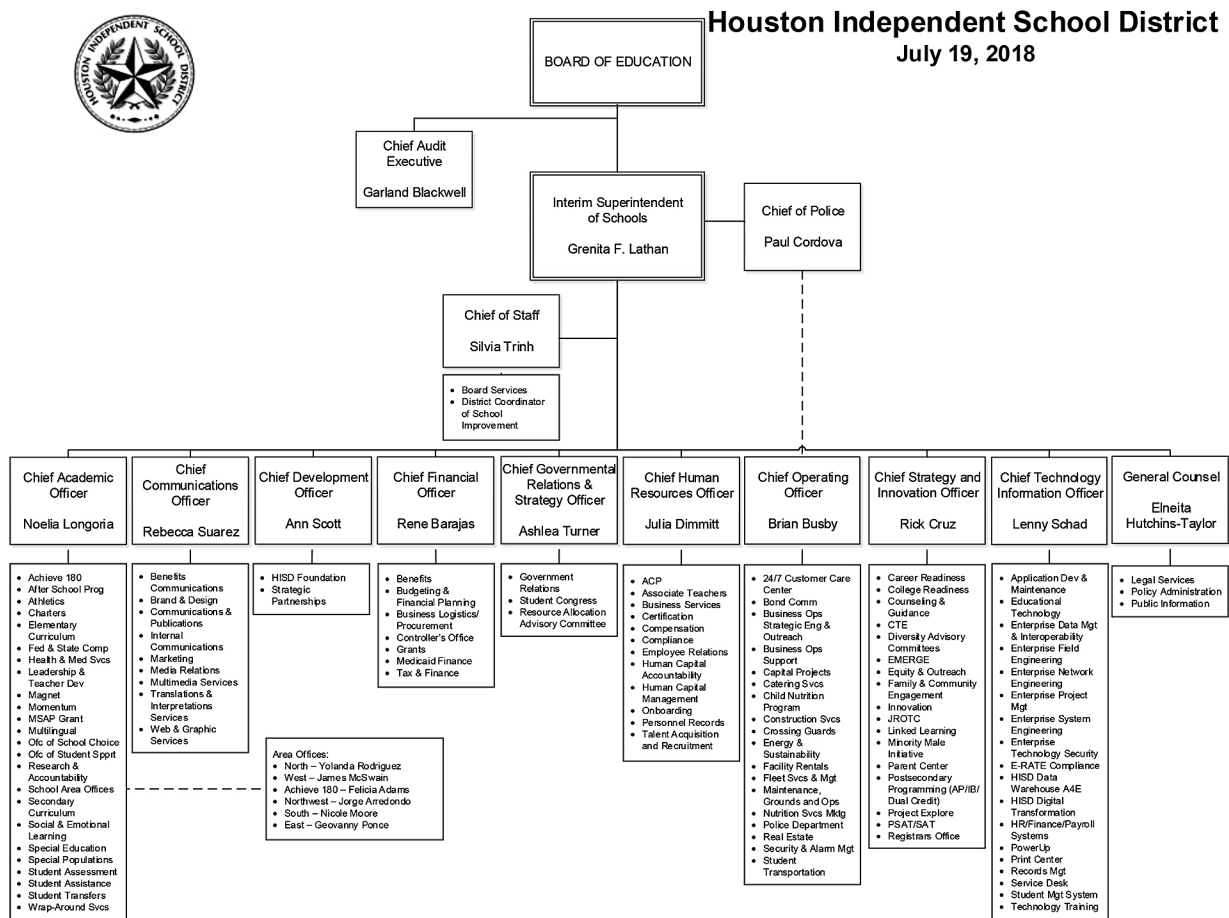 Houston Independent School District
July 19, 2018
HOUSTON INDEPENDENT SCHOOL DISTRICT
BOARD OF EDUCATION
Chief Audit
Executive
Garland Blackwell
Interim Superintendent
of Schools
Grenita F. Lathan
Chief of Police
Paul Cordova
Chief of Staff
Silvia Trinh
• Board Services
• District Coordinator
of School
Improvement
Chief Academic
Officer
Noelia Longoria
• Achieve 180
• After School Prog
• Athletics
• Charters
• Elementary
Curriculum
• Fed & State Comp
• Health & Med Svcs
• Leadership &
Teacher Dev
• Magnet
• Momentum
• MSAP Grant
• Multilingual
• Ofc of School Choice
• Ofc of Student Spprt
• Research &
Accountability
• School Area Offices
• Secondary
Curriculum
• Social & Emotional
Learning
• Special Education
• Special Populations
• Student Assessment
• Student Assistance
• Student Transfers
• Wrap-Around Svcs
Chief
Communications
Officer
Rebecca Suarez
• Benefits
Communications
• Brand & Design
• Communications &
Publications
• Internal
Communications
• Marketing
• Media Relations
• Multimedia Services
• Translations &
Interpretations
Services
• Web & Graphic
Services
Chief Development
Officer
Ann Scott
• HISD Foundation
• Strategic
Partnerships
Area Offices:
• North – Yolanda Rodriguez
• West – James McSwain
• Achieve 180 – Felicia Adams
• Northwest – Jorge Arredondo
• South – Nicole Moore
• East – Geovanny Ponce
Chief Financial
Officer
Rene Barajas
• Benefits
• Budgeting &
Financial Planning
• Business Logistics/
Procurement
• Controller's Office
• Grants
• Medicaid Finance
• Tax & Finance
Chief Governmental
Relations &
& Strategy Officer
Ashlea Turner
• Government
Relations
• Student Congress
• Resource Allocation
Advisory Committee
Chief Human
Resources Officer
Julia Dimmitt
• ACP
• Associate Teachers
• Business Services
• Certification
• Compensation
• Compliance
• Employee Relations
• Human Capital
Accountability
• Human Capital
Management
• Onboarding
• Personnel Records
• Talent Acquisition
and Recruitment
Chief Operating
Officer
Brian Busby
• 24/7 Customer Care
Center
• Bond Comm
• Business Ops
Strategic Eng &
Outreach
• Business Ops
Support
• Capital Projects
• Catering Svcs
• Child Nutrition
Program
• Construction Svcs
• Crossing Guards
• Energy &
Sustainability
• Facility Rentals
• Fleet Svcs & Mgt
• Maintenance,
Grounds and Ops
• Nutrition Svcs Mktg
• Police Department
• Real Estate
• Security & Alarm Mgt
• Student
Transportation
Chief Strategy and
Innovation Officer
Rick Cruz
• Career Readiness
• College Readiness
• Counseling &
Guidance
• CTE
• Diversity Advisory
Committees
• EMERGE
• Equity & Outreach
• Family & Community
Engagement
• Innovation
• JROTC
• Linked Learning
• Minority Male
Initiative
• Parent Center
• Postsecondary
Programming (AP/IB/
Dual Credit)
• Project Explore
• PSAT/SAT
• Registrars Office
Chief Technology
Information Officer
Lenny Schad
• Application Dev &
Maintenance
• Educational
Technology
• Enterprise Data Mgt
& Interoperability
• Enterprise Field
Engineering
• Enterprise Network
Engineering
• Enterprise Project
Mgt
• Enterprise System
Engineering
• Enterprise
Technology Security
• E-RATE Compliance
• HISD Data
Warehouse A4E
• HISD Digital
Transformation
• HR/Finance/Payroll
Systems
• PowerUp
• Print Center
• Records Mgt
• Service Desk
• Student Mgt System
• Technology Training
General Counsel
Elneita
Hutchins-Taylor
• Legal Services
• Policy Administration
• Public Information